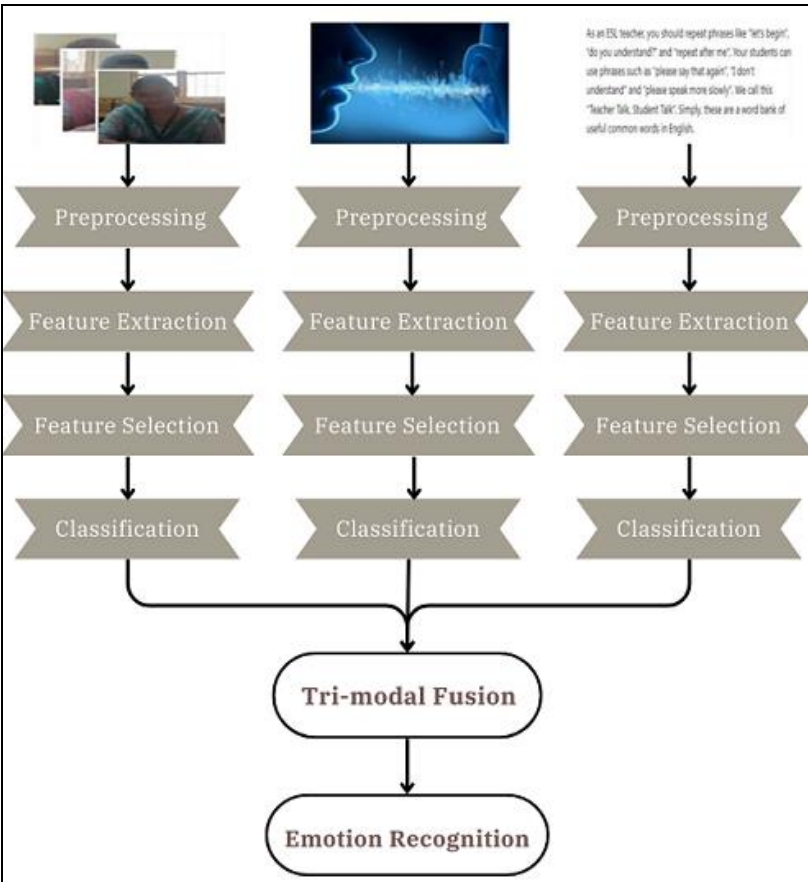 As an ESL teacher, you should repeat phrases like "let's begin",
"do you understand?" and "repeat after me". Your students can
use phrases such as "please say that again", "I don't
understand" and "please speak more slowly". We call this
"Teacher Talk, Student Talk". Simply, these are a word bank of
useful common words in English.
Preprocessing
Preprocessing
Preprocessing
Feature Extraction
Feature Extraction
Feature Extraction
Feature Selection
Feature Selection
Feature Selection
Classification
Classification
Classification
Tri-modal Fusion
Emotion Recognition